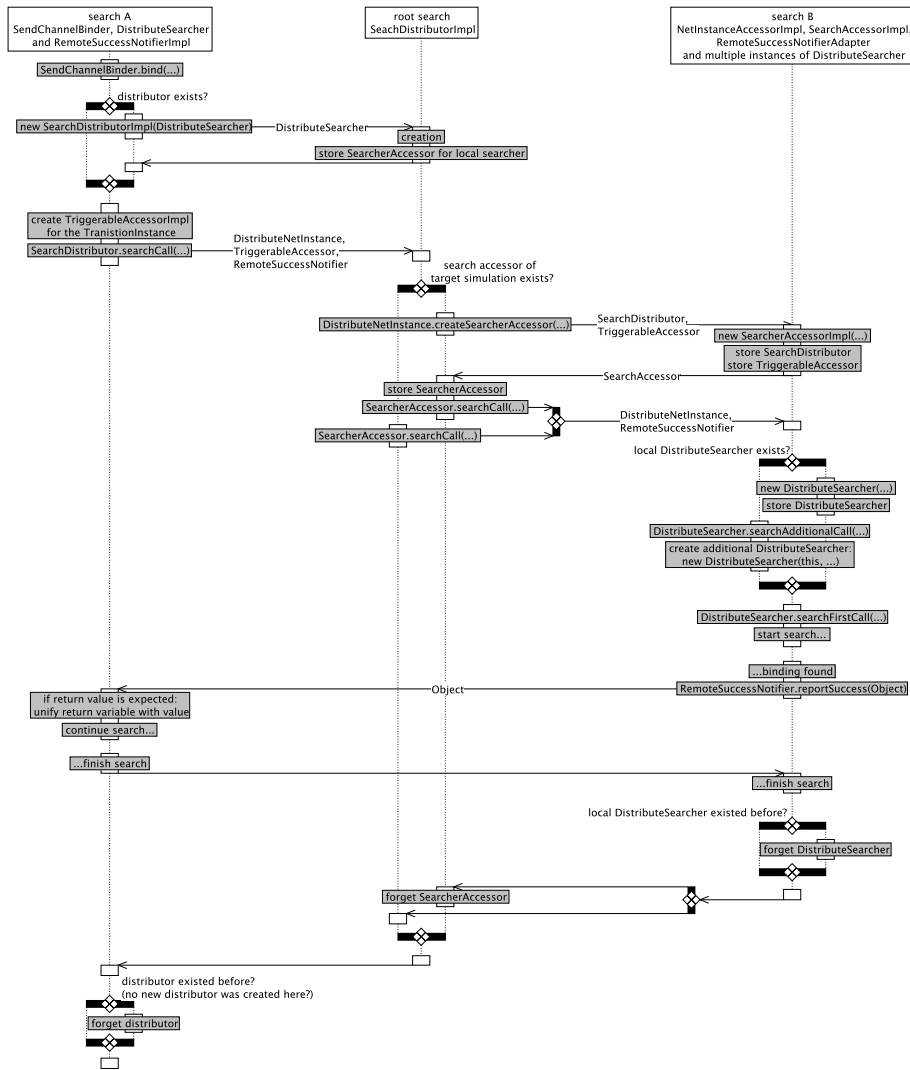 search A
SendChannelBinder, DistributeSearcher
and RemoteSuccessNotifierImpl
root search
SeachDistributorImpl
search B
NetInstanceAccessorImpl, SearchAccessorImpl,
RemoteSuccessNotifierAdapter
and multiple instances of DistributeSearcher
SendChannelBinder.bind(...)
distributor exists?
new SearchDistributorImpl(DistributeSearcher)
DistributeSearcher
creation
store SearcherAccessor for local searcher
create TriggerableAccessorImpl
for the TranistionInstance
SearchDistributor.searchCall(...)
DistributeNetInstance,
TriggerableAccessor,
RemoteSuccessNotifier
search accessor of
target simulation exists?
DistributeNetInstance.createSearcherAccessor(...)
SearchDistributor,
TriggerableAccessor
new SearcherAccessorImpl(...)
store SearchDistributor
store TriggerableAccessor
SearchAccessor
store SearcherAccessor
SearcherAccessor.searchCall(...)
DistributeNetInstance,
RemoteSuccessNotifier
SearcherAccessor.searchCall(...)
local DistributeSearcher exists?
new DistributeSearcher(...)
store DistributeSearcher
DistributeSearcher.searchAdditionalCall(...)
create additional DistributeSearcher:
new DistributeSearcher(this, ...)
DistributeSearcher.searchFirstCall(...)
start search...
...binding found
Object
RemoteSuccessNotifier.reportSuccess(Object)
if return value is expected:
unify return variable with value
continue search...
...finish search
...finish search
local DistributeSearcher existed before?
forget DistributeSearcher
forget SearcherAccessor
distributor existed before?
(no new distributor was created here?)
forget distributor